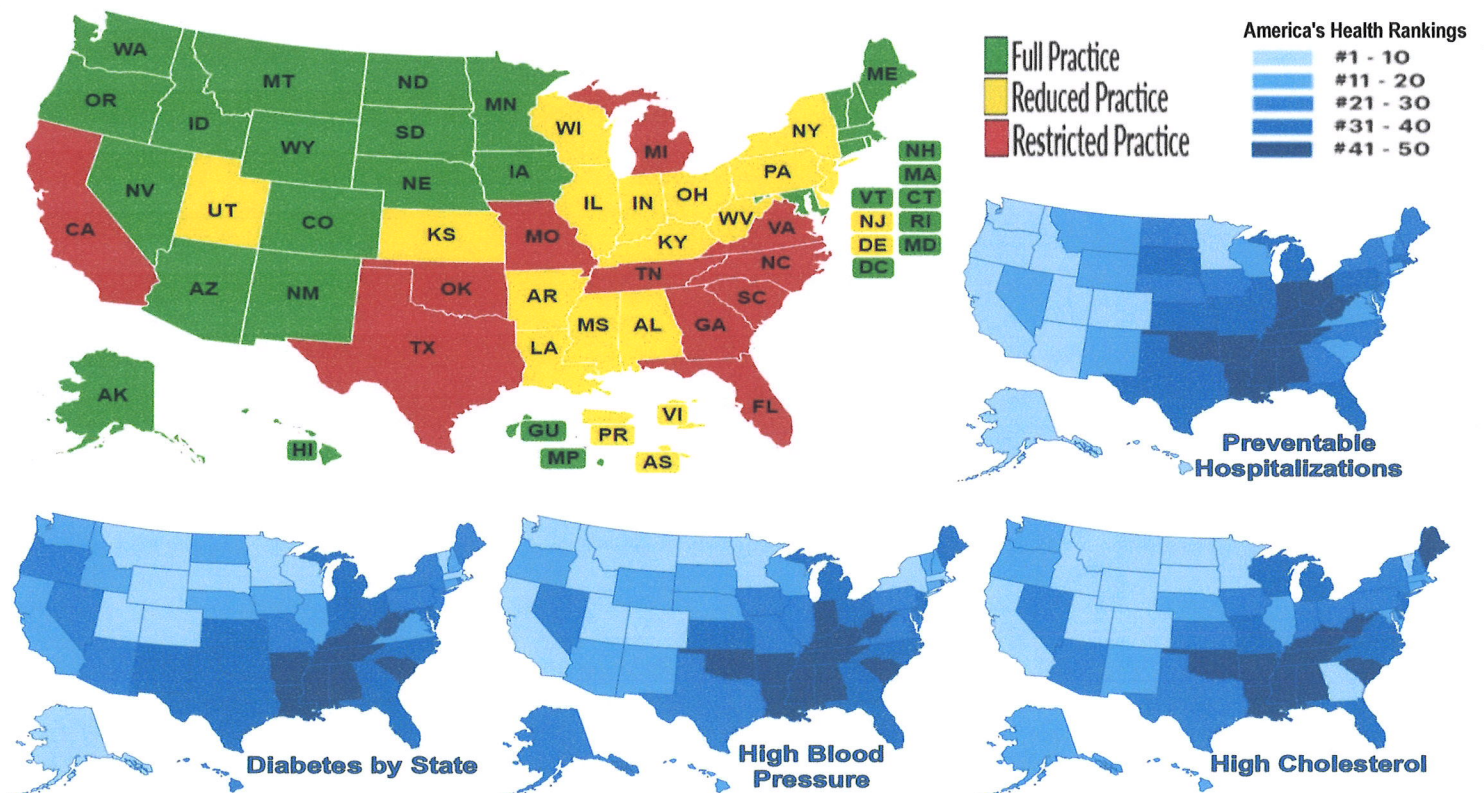 WA
OR
ID
MT
ND
MN
SD
WY
NE
IA
NV
UT
CO
KS
CA
AZ
NM
OK
TX
MO
AR
LA
MS
AL
TN
KY
WI
IL
IN
OH
MI
WV
VA
NC
SC
GA
FL
PA
NY
ME
NH
MA
VT
CT
NJ
RI
DE
MD
DC
AK
HI
GU
MP
PR
VI
AS
Full Practice
Reduced Practice
Restricted Practice
America's Health Rankings
#1 - 10
#11 - 20
#21 - 30
#31 - 40
#41 - 50
Preventable
Hospitalizations
Diabetes by State
High Blood
Pressure
High Cholesterol